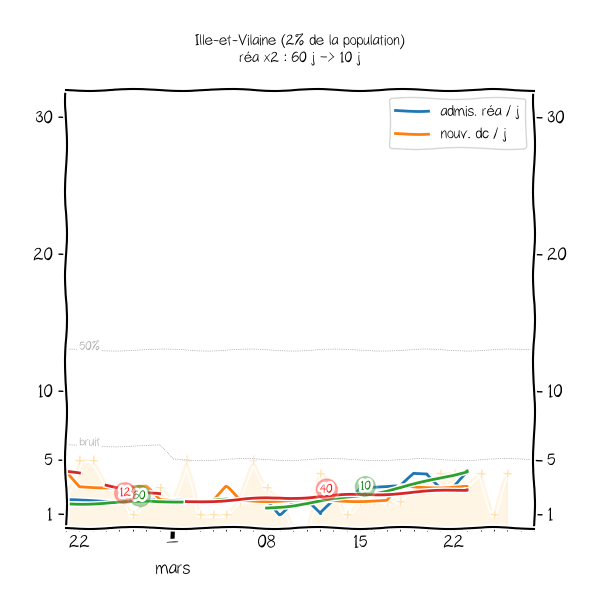 Ille-et-Vilaine (2% de la population)
réa x2 : 60 j -> 10 j
admis. réa / j
nouv. dc / j
30 30
20 20
50%
10 10
bruit
5 5
12 60 40 10
1 1
22 1 08 15 22
mars